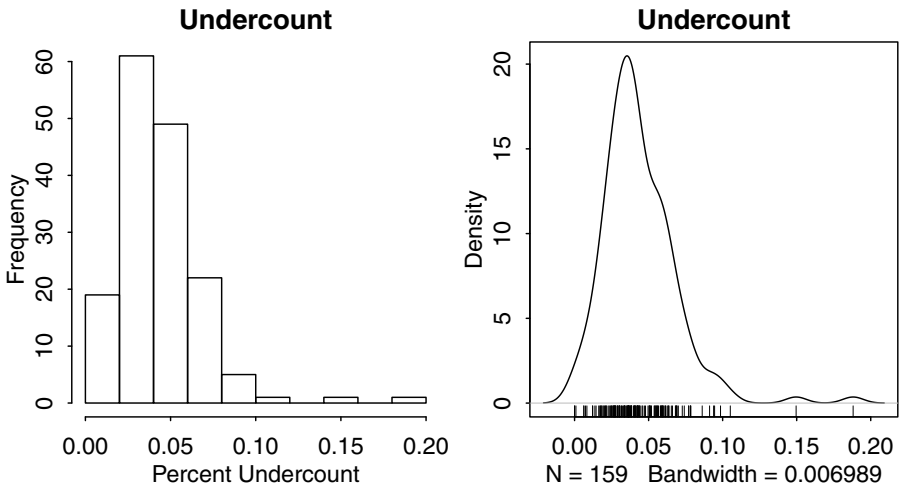 Undercount
Frequency
60
50
40
30
20
10
0
0.00 0.05 0.10 0.15 0.20
Percent Undercount
Undercount
Density
20
15
10
5
0
0.00 0.05 0.10 0.15 0.20
N = 159 Bandwidth = 0.006989